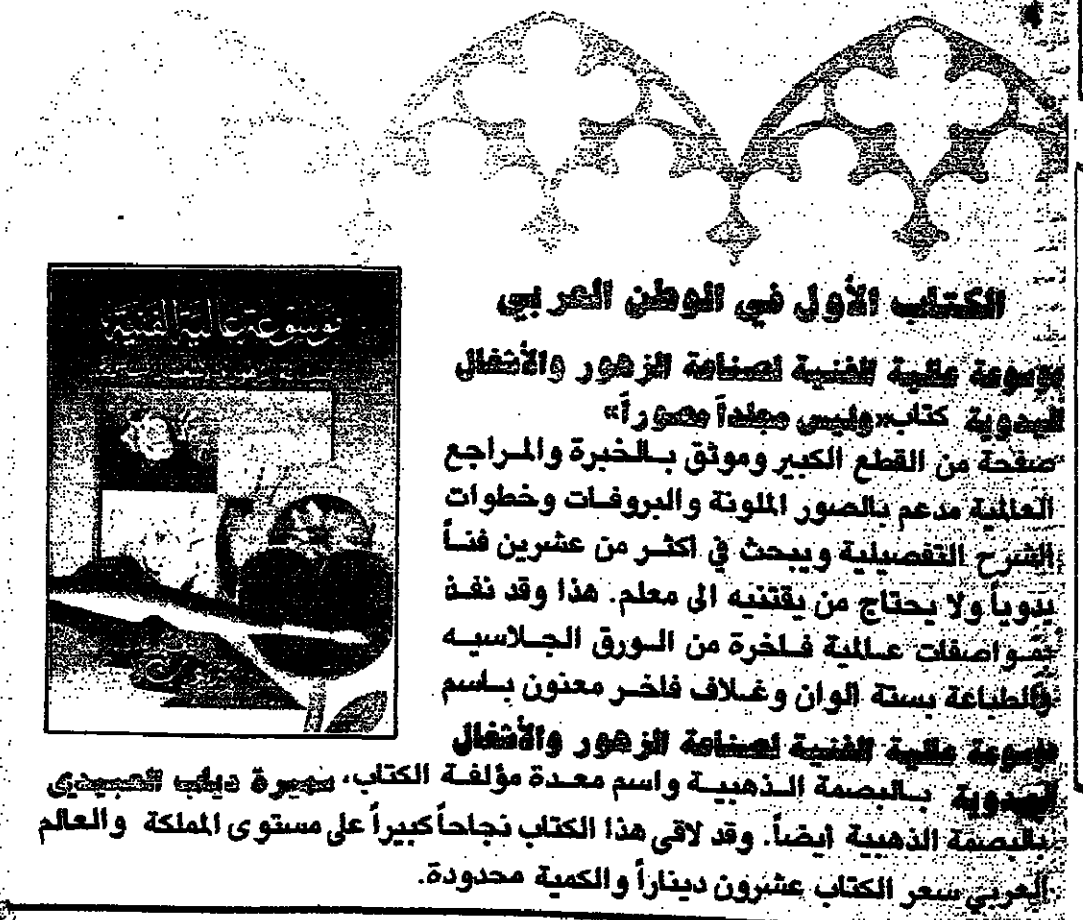 الكتاب الأول في الوطن العربي
موسوعة عالية الفنية لصناعة الزهور والأشغال
اليدوية كتاب «وليس مجلداً مصوراً»
صفحة من القطع الكبير وموثق بالخبرة والمراجع
العالمية مدعم بالصور الملونة والبروفات وخطوات
الشرح التفصيلية ويبحث في اكثر من عشرين فناً
يدوياً ولا يحتاج من يقتنيه الى معلم. هذا وقد نفذ
بمواصفات عالمية فاخرة من الورق الجلاسيه
والطباعة بستة الوان وغلاف فاخر معنون باسم
موسوعة عالية الفنية لصناعة الزهور والأشغال
اليدوية بالبصمة الذهبية واسم معدة مؤلفة الكتاب، دياب العبيدي
بالبصمة الذهبية أيضاً. وقد لاقى هذا الكتاب نجاحاً كبيراً على مستوى المملكة والعالم
العربي سعر الكتاب عشرون ديناراً والكمية محدودة.
موسوعة عالية الفنية